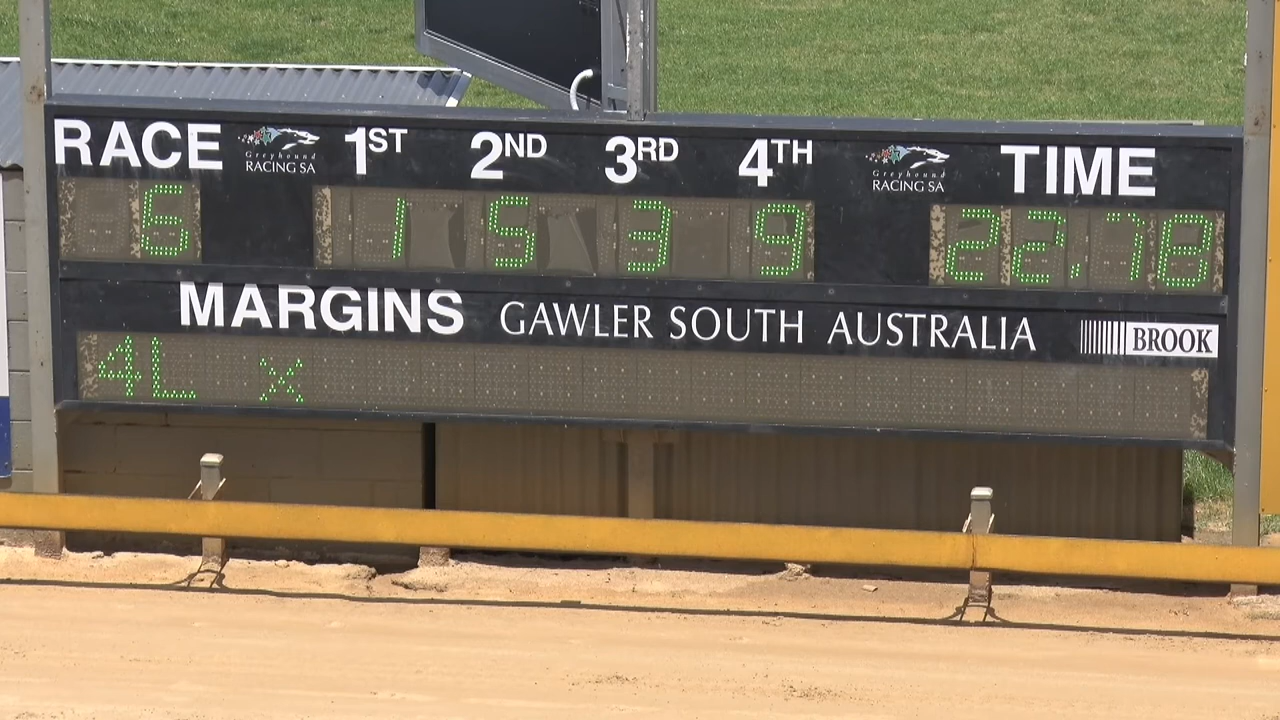 RACE Greyhound RACING SA 1ST 2ND 3RD 4TH Greyhound RACING SA TIME
5 1 5 3 9 22.78
MARGINS GAWLER SOUTH AUSTRALIA BROOK
4L X